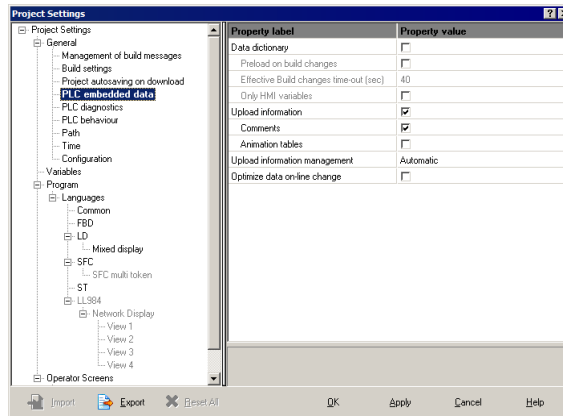 Project Settings
Project Settings
General
Management of build messages
Build settings
Project autosaving on download
PLC embedded data
PLC diagnostics
PLC behaviour
Path
Time
Configuration
Variables
Program
Languages
Common
FBD
LD
Mixed display
SFC
SFC multi token
ST
LL984
Network Display
View 1
View 2
View 3
View 4
Operator Screens
Property label Property value
Data dictionary
Preload on build changes
Effective Build changes time-out (sec) 40
Only HMI variables
Upload information
Comments
Animation tables
Upload information management Automatic
Optimize data on-line change
Import Export Reset All OK Apply Cancel Help